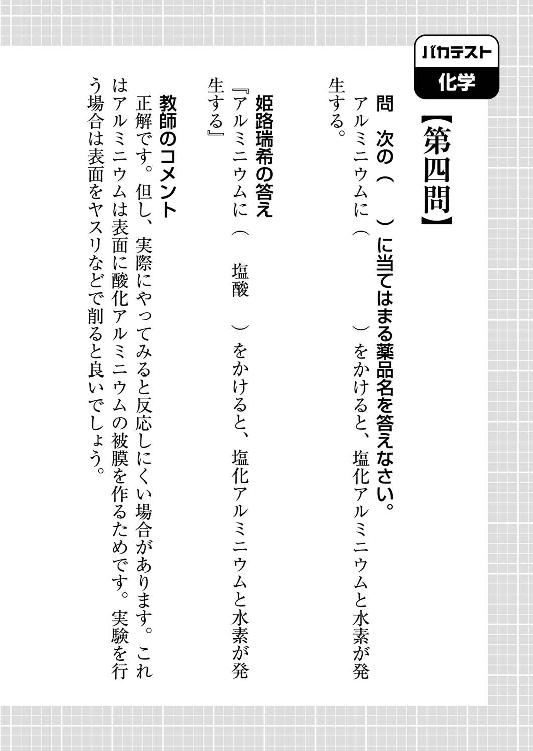 バカテスト
化学
【第四問】
問 次の( )に当てはまる薬品名を答えなさい。
アルミニウムに( )をかけると、塩化アルミニウムと水素が発
生する。
姫路瑞希の答え
『アルミニウムに( 塩酸 )をかけると、塩化アルミニウムと水素が発
生する』
教師のコメント
正解です。但し、実際にやってみると反応しにくい場合があります。これ
はアルミニウムは表面に酸化アルミニウムの被膜を作るためです。実験を行
う場合は表面をヤスリなどで削ると良いでしょう。